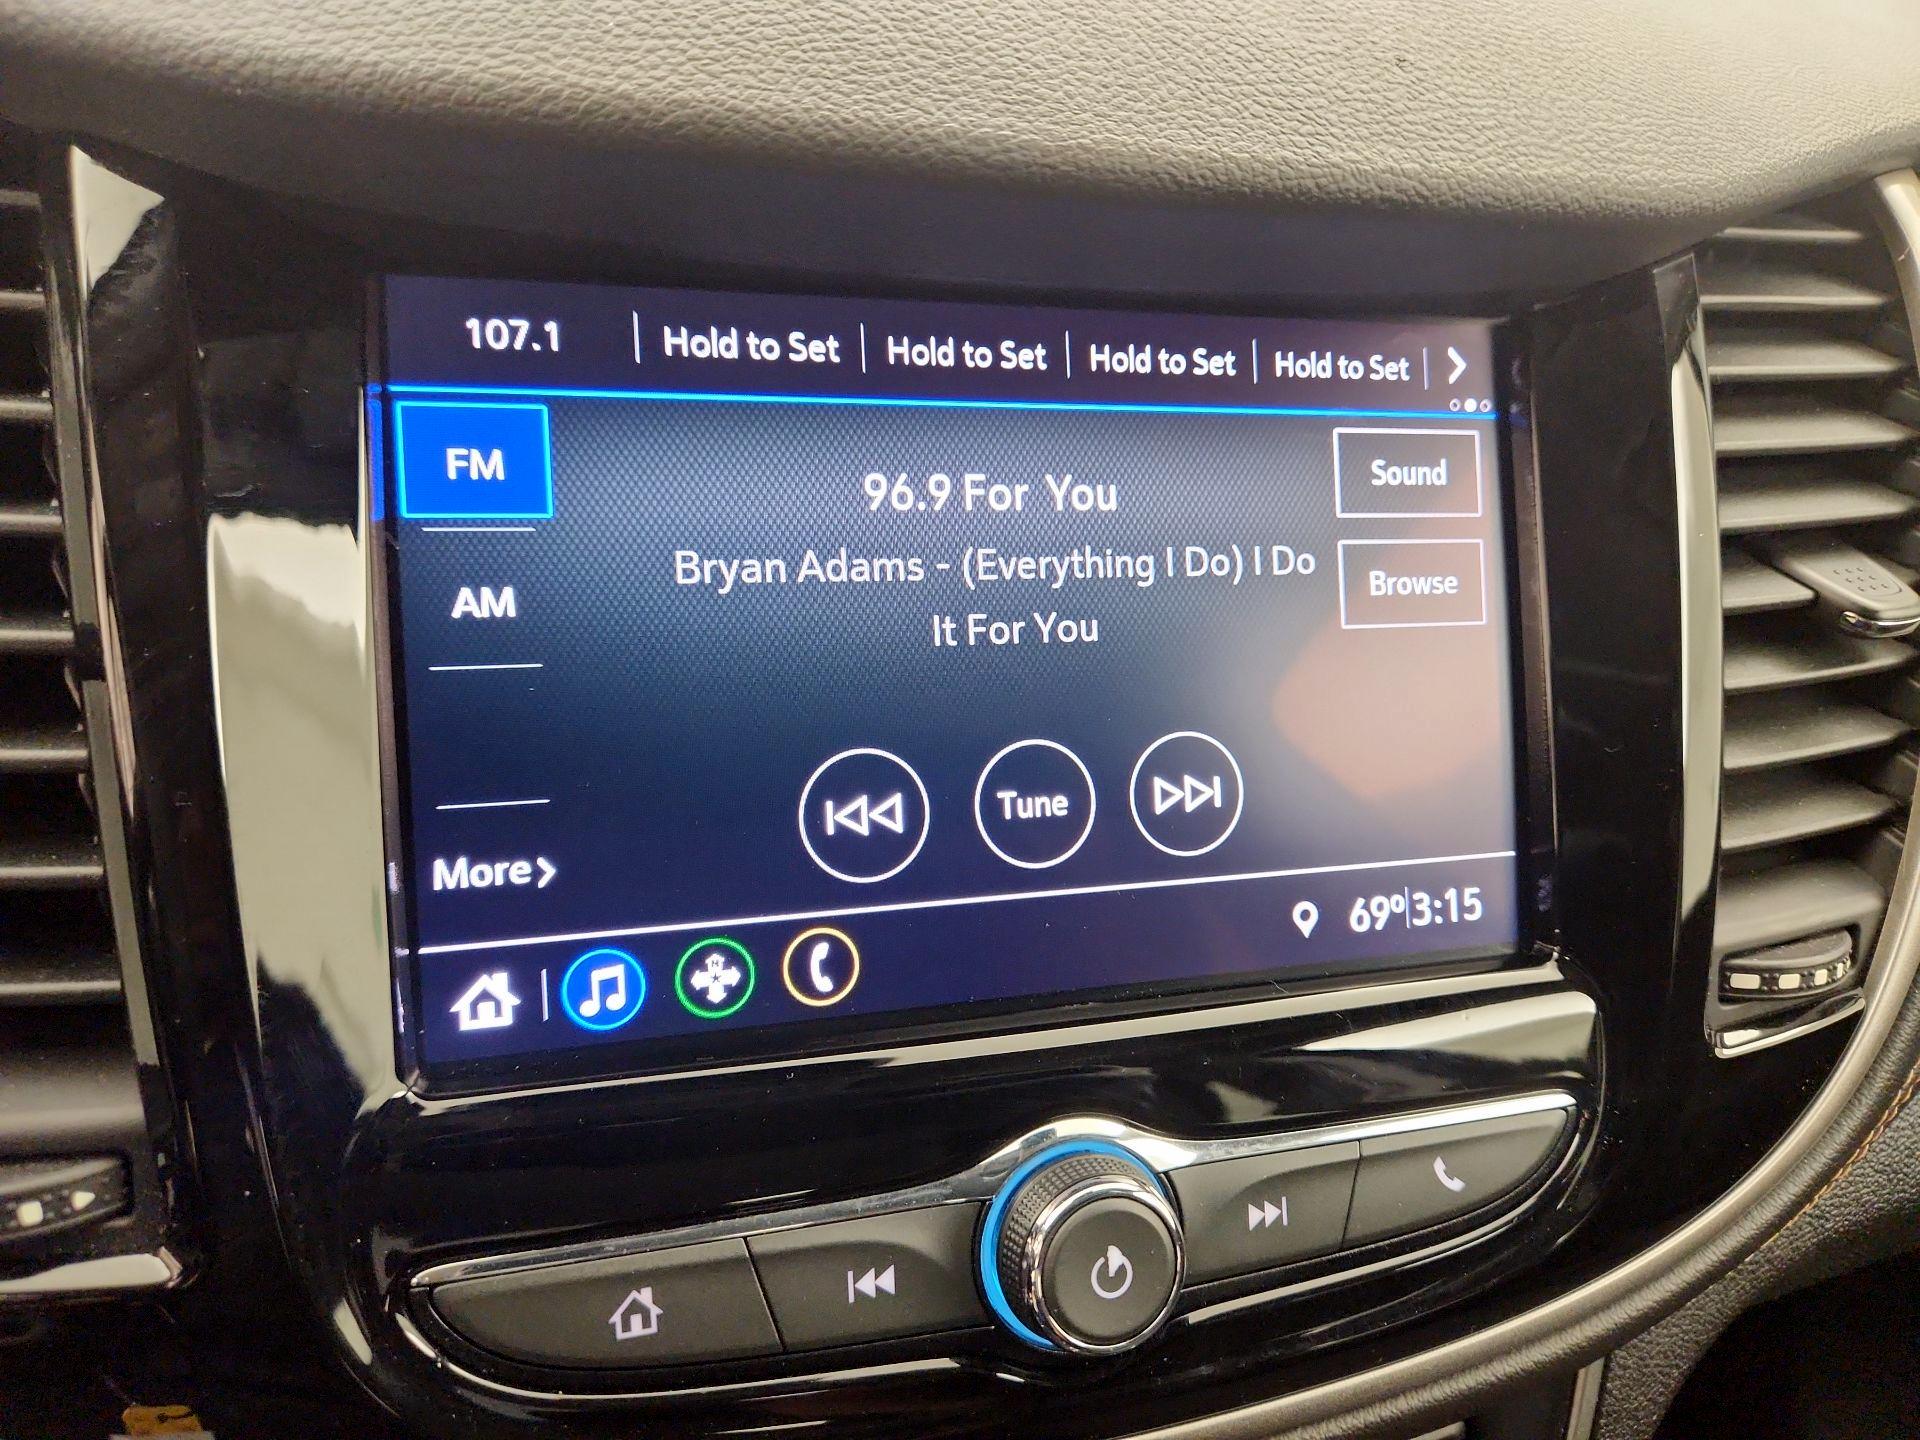 107.1 Hold to Set Hold to Set Hold to Set Hold to Set
FM
96.9 For You
Sound
Bryan Adams - (Everything I Do) I Do
It For You
Browse
AM
Tune
More
69° 3:15